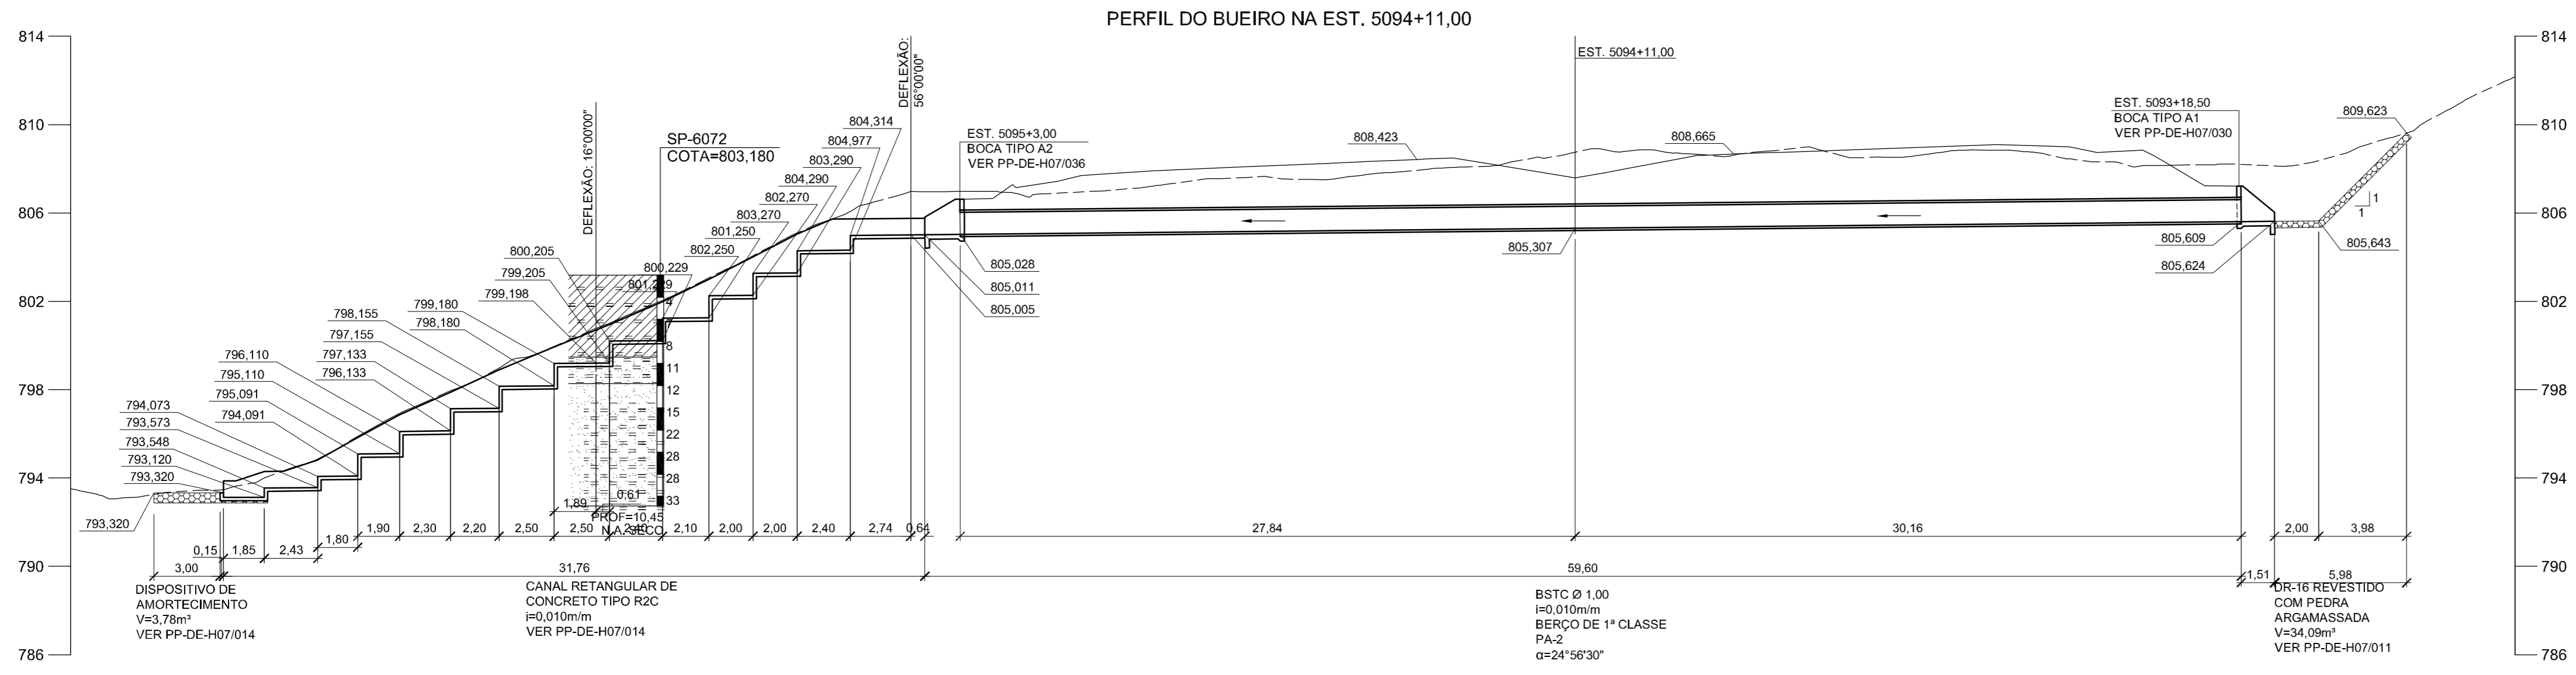 PERFIL DO BUEIRO NA EST. 5094+11,00
814
810
806
802
798
794
790
786
814
810
806
802
798
794
790
786
DEFLEXÃO: 16°00'00"
DEFLEXÃO:
56°00'00"
SP-6072
COTA=803,180
EST. 5095+3,00
BOCA TIPO A2
VER PP-DE-H07/036
EST. 5094+11,00
EST. 5093+18,50
BOCA TIPO A1
VER PP-DE-H07/030
808,423
808,665
809,623
1
1
804,314
804,977
803,290
804,290
802,270
803,270
801,250
802,250
800,229
801,229
800,205
799,205
799,198
799,180
798,180
798,155
797,155
797,133
796,133
796,110
795,110
795,091
794,091
794,073
793,573
793,548
793,120
793,320
793,320
805,028
805,011
805,005
805,307
805,609
805,624
805,643
4
8
11
12
15
22
28
28
33
1,89
0,61
PROF=10,45
N.A. SECO
0,15
1,85
2,43
1,80
1,90
2,30
2,20
2,50
2,50
2,40
2,10
2,00
2,00
2,40
2,74
0,64
27,84
30,16
2,00
3,98
3,00
31,76
59,60
1,51
5,98
DISPOSITIVO DE
AMORTECIMENTO
V=3,78m³
VER PP-DE-H07/014
CANAL RETANGULAR DE
CONCRETO TIPO R2C
i=0,010m/m
VER PP-DE-H07/014
BSTC Ø 1,00
i=0,010m/m
BERÇO DE 1ª CLASSE
PA-2
α=24°56'30"
DR-16 REVESTIDO
COM PEDRA
ARGAMASSADA
V=34,09m³
VER PP-DE-H07/011